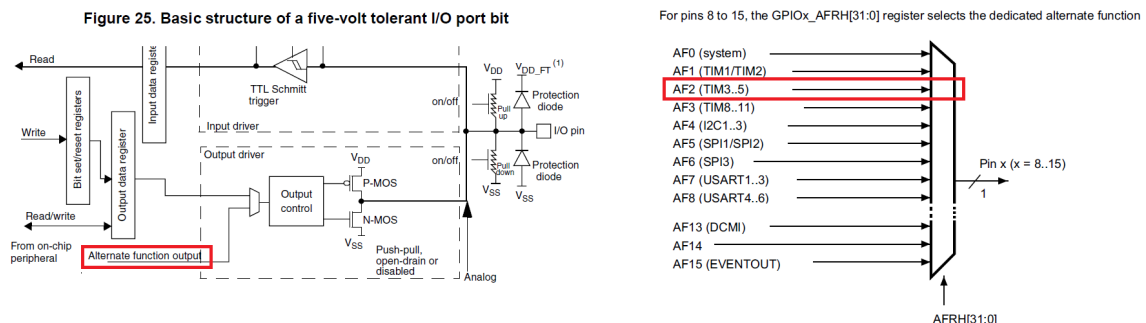 Figure 25. Basic structure of a five-volt tolerant I/O port bit
Read
Bit set/reset registers
Input data register
Output data register
Write
Read/write
From on-chip
peripheral
Alternate function output
TTL Schmitt
trigger
Input driver
Output driver
Output
control
VDD
P-MOS
N-MOS
VSS
Push-pull,
open-drain or
disabled
Analog
on/off
VDD
Pull
up
VDD_FT (1)
Protection
diode
I/O pin
on/off
Pull
down
VSS
Protection
diode
VSS
For pins 8 to 15, the GPIOx_AFRH[31:0] register selects the dedicated alternate function
AF0 (system)
AF1 (TIM1/TIM2)
AF2 (TIM3..5)
AF3 (TIM8..11)
AF4 (I2C1..3)
AF5 (SPI1/SPI2)
AF6 (SPI3)
AF7 (USART1..3)
AF8 (USART4..6)
AF13 (DCMI)
AF14
AF15 (EVENTOUT)
Pin x (x = 8..15)
1
AFRH[31:0]